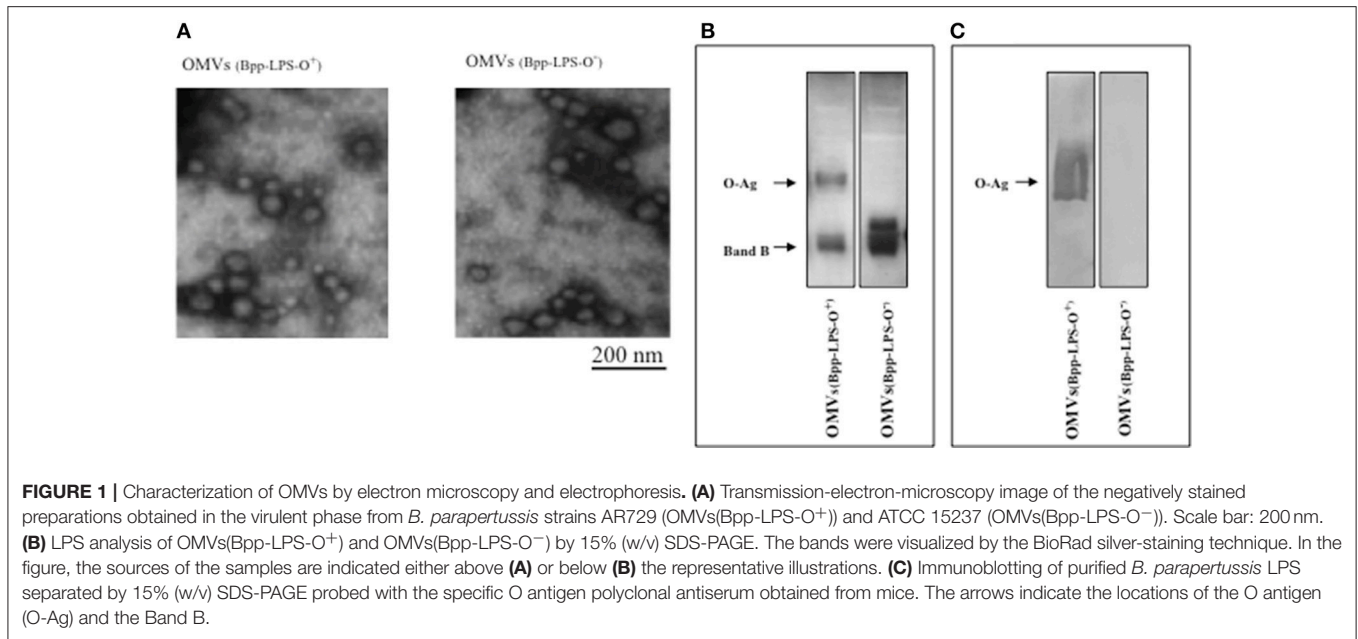 A
OMVs (Bpp-LPS-O⁺)
OMVs (Bpp-LPS-O⁻)
200 nm
B
O-Ag
Band B
OMVs(Bpp-LPS-O⁺)
OMVs(Bpp-LPS-O⁻)
C
O-Ag
OMVs(Bpp-LPS-O⁺)
OMVs(Bpp-LPS-O⁻)
FIGURE 1 | Characterization of OMVs by electron microscopy and electrophoresis. (A) Transmission-electron-microscopy image of the negatively stained
preparations obtained in the virulent phase from B. parapertussis strains AR729 (OMVs(Bpp-LPS-O⁺)) and ATCC 15237 (OMVs(Bpp-LPS-O⁻)). Scale bar: 200 nm.
(B) LPS analysis of OMVs(Bpp-LPS-O⁺) and OMVs(Bpp-LPS-O⁻) by 15% (w/v) SDS-PAGE. The bands were visualized by the BioRad silver-staining technique. In the
figure, the sources of the samples are indicated either above (A) or below (B) the representative illustrations. (C) Immunoblotting of purified B. parapertussis LPS
separated by 15% (w/v) SDS-PAGE probed with the specific O antigen polyclonal antiserum obtained from mice. The arrows indicate the locations of the O antigen
(O-Ag) and the Band B.